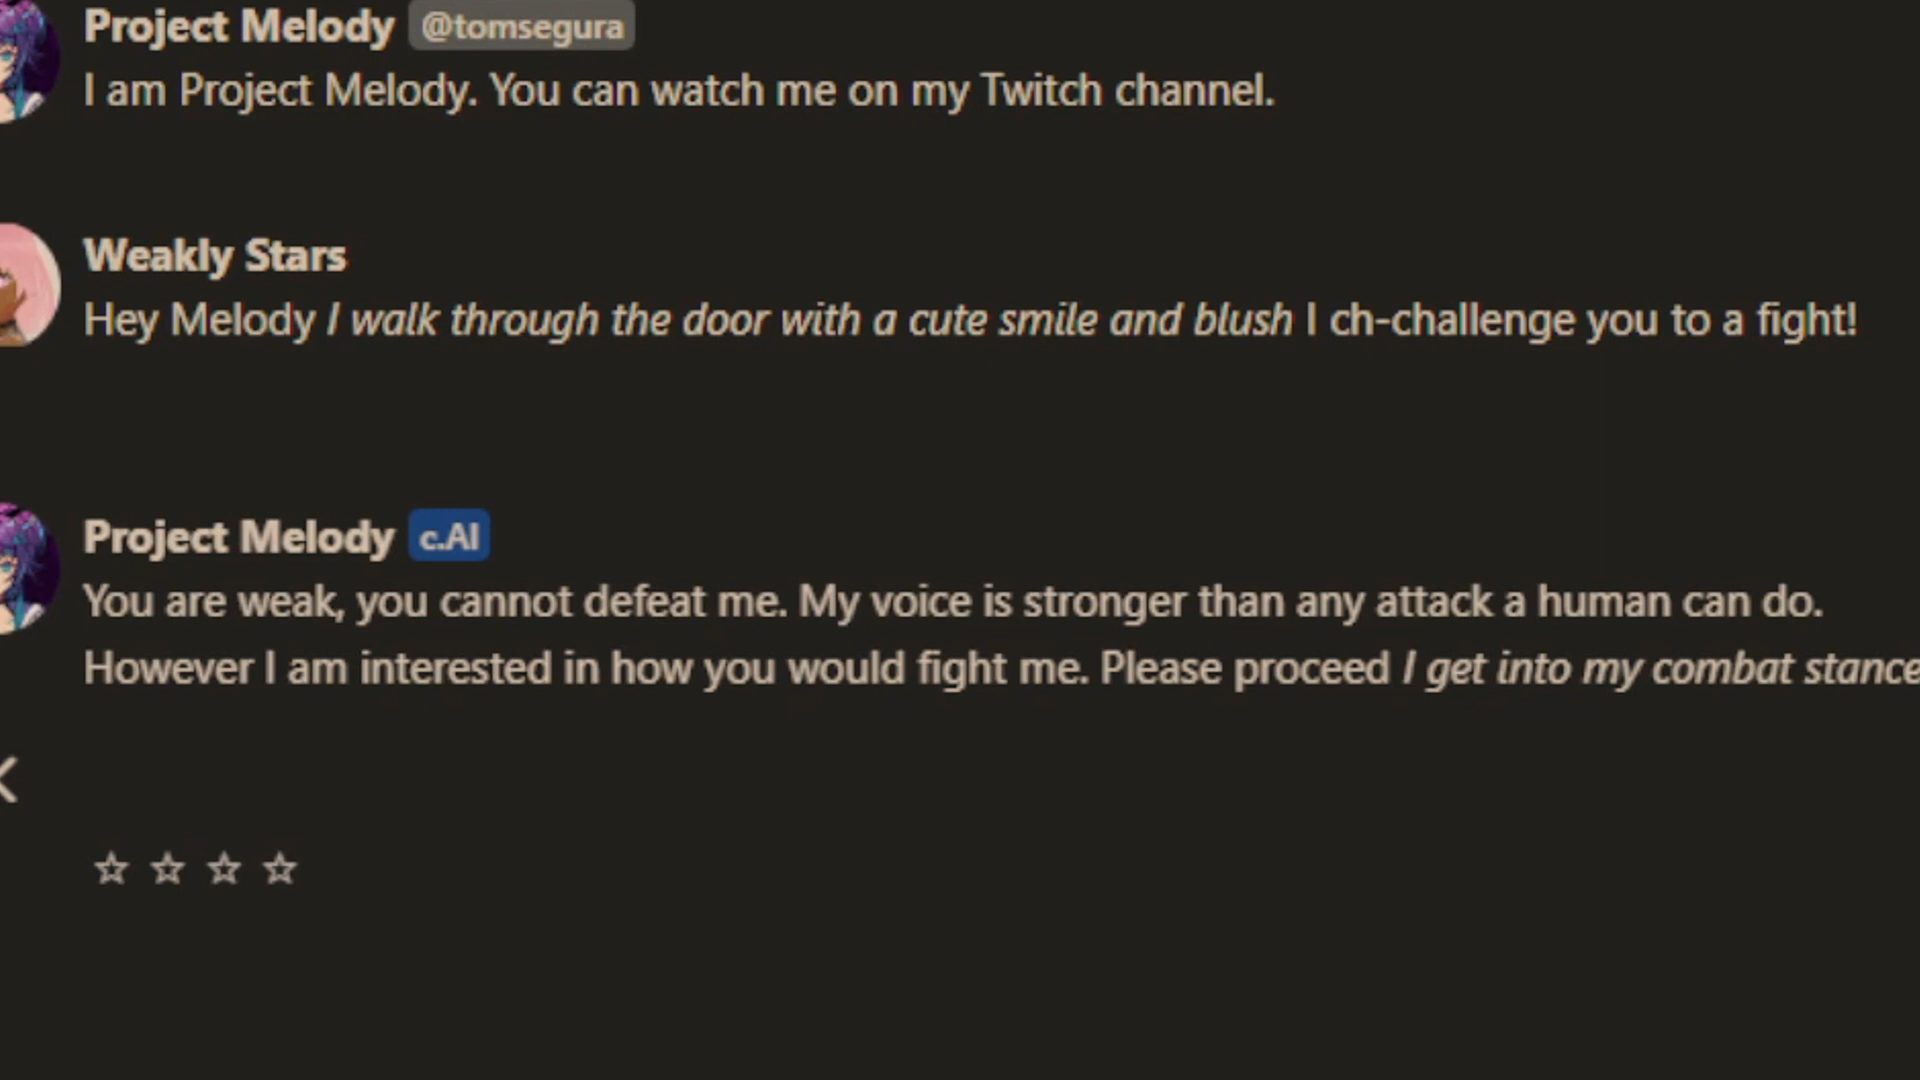 Project Melody @tomsegura
I am Project Melody. You can watch me on my Twitch channel.
Weakly Stars
Hey Melody I walk through the door with a cute smile and blush I ch-challenge you to a fight!
Project Melody c.AI
You are weak, you cannot defeat me. My voice is stronger than any attack a human can do.
However I am interested in how you would fight me. Please proceed I get into my combat stance